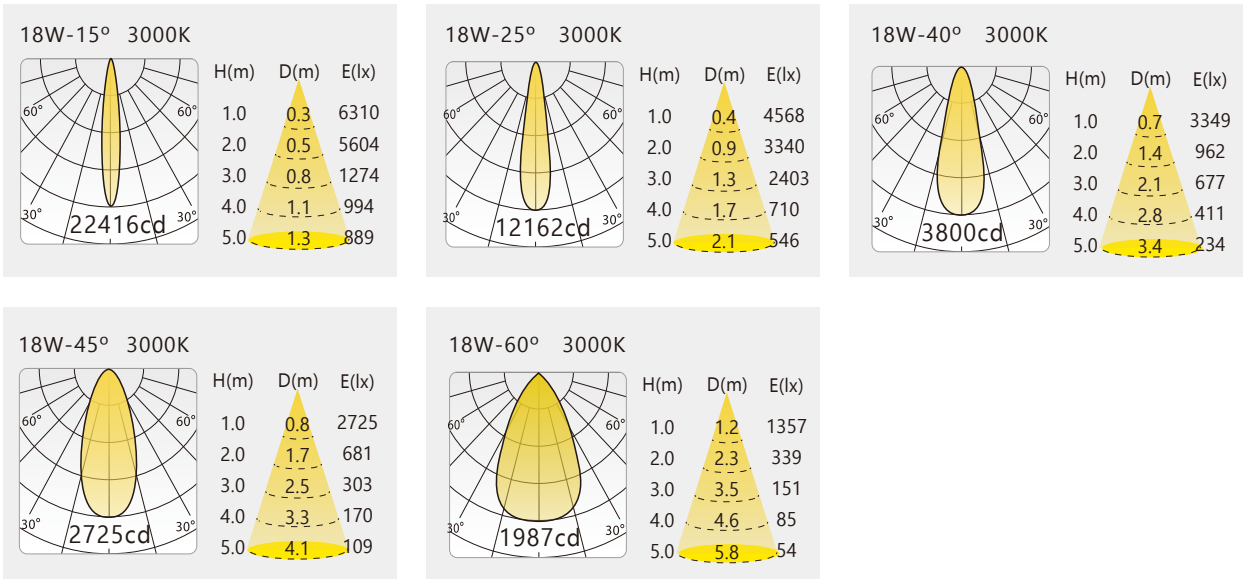 18W-15° 3000K
H(m) D(m) E(lx)
60° 60°
1.0 0.3 6310
2.0 0.5 5604
3.0 0.8 1274
4.0 1.1 994
30° 22416cd 30°
5.0 1.3 889
18W-25° 3000K
H(m) D(m) E(lx)
60° 60°
1.0 0.4 4568
2.0 0.9 3340
3.0 1.3 2403
4.0 1.7 710
30° 12162cd 30°
5.0 2.1 546
18W-40° 3000K
H(m) D(m) E(lx)
60° 60°
1.0 0.7 3349
2.0 1.4 962
3.0 2.1 677
4.0 2.8 411
30° 3800cd 30°
5.0 3.4 234
18W-45° 3000K
H(m) D(m) E(lx)
60° 60°
1.0 0.8 2725
2.0 1.7 681
3.0 2.5 303
4.0 3.3 170
30° 2725cd 30°
5.0 4.1 109
18W-60° 3000K
H(m) D(m) E(lx)
60° 60°
1.0 1.2 1357
2.0 2.3 339
3.0 3.5 151
4.0 4.6 85
30° 1987cd 30°
5.0 5.8 54